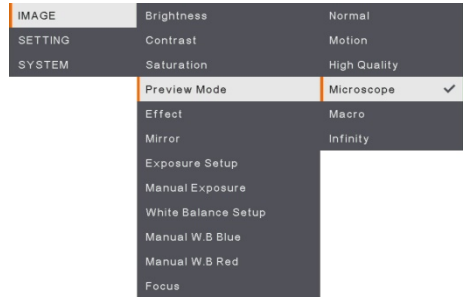 IMAGE
SETTING
SYSTEM
Brightness
Contrast
Saturation
Preview Mode
Effect
Mirror
Exposure Setup
Manual Exposure
White Balance Setup
Manual W.B Blue
Manual W.B Red
Focus
Normal
Motion
High Quality
Microscope
Macro
Infinity